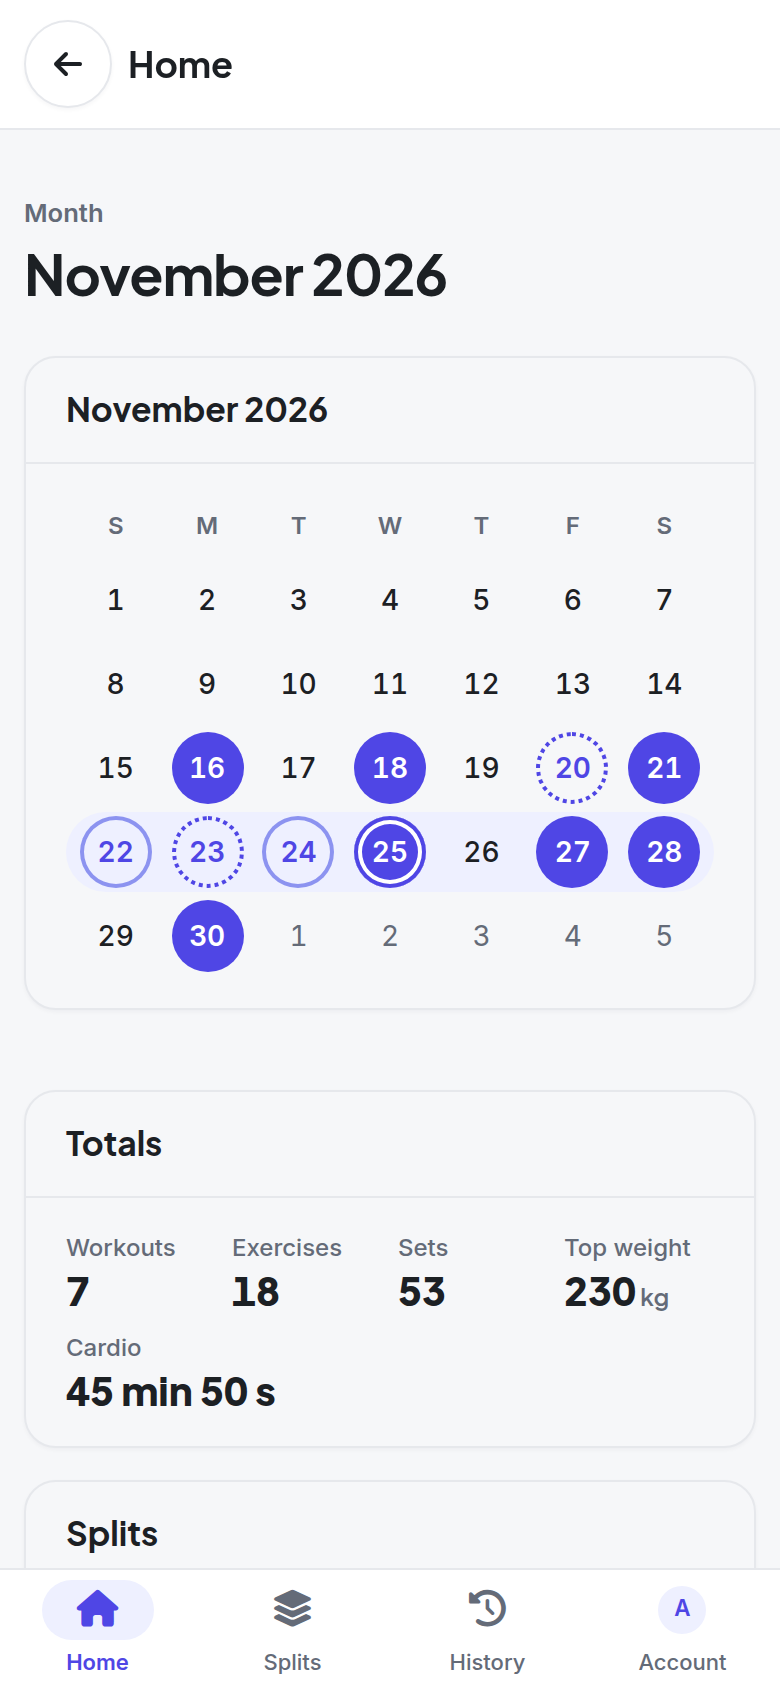 Home
Month
November 2026
November 2026
S M T W T F S
1 2 3 4 5 6 7
8 9 10 11 12 13 14
15 16 17 18 19 20 21
22 23 24 25 26 27 28
29 30 1 2 3 4 5
Totals
Workouts Exercises Sets Top weight
7 18 53 230 kg
Cardio
45 min 50 s
Splits
A
Home Splits History Account